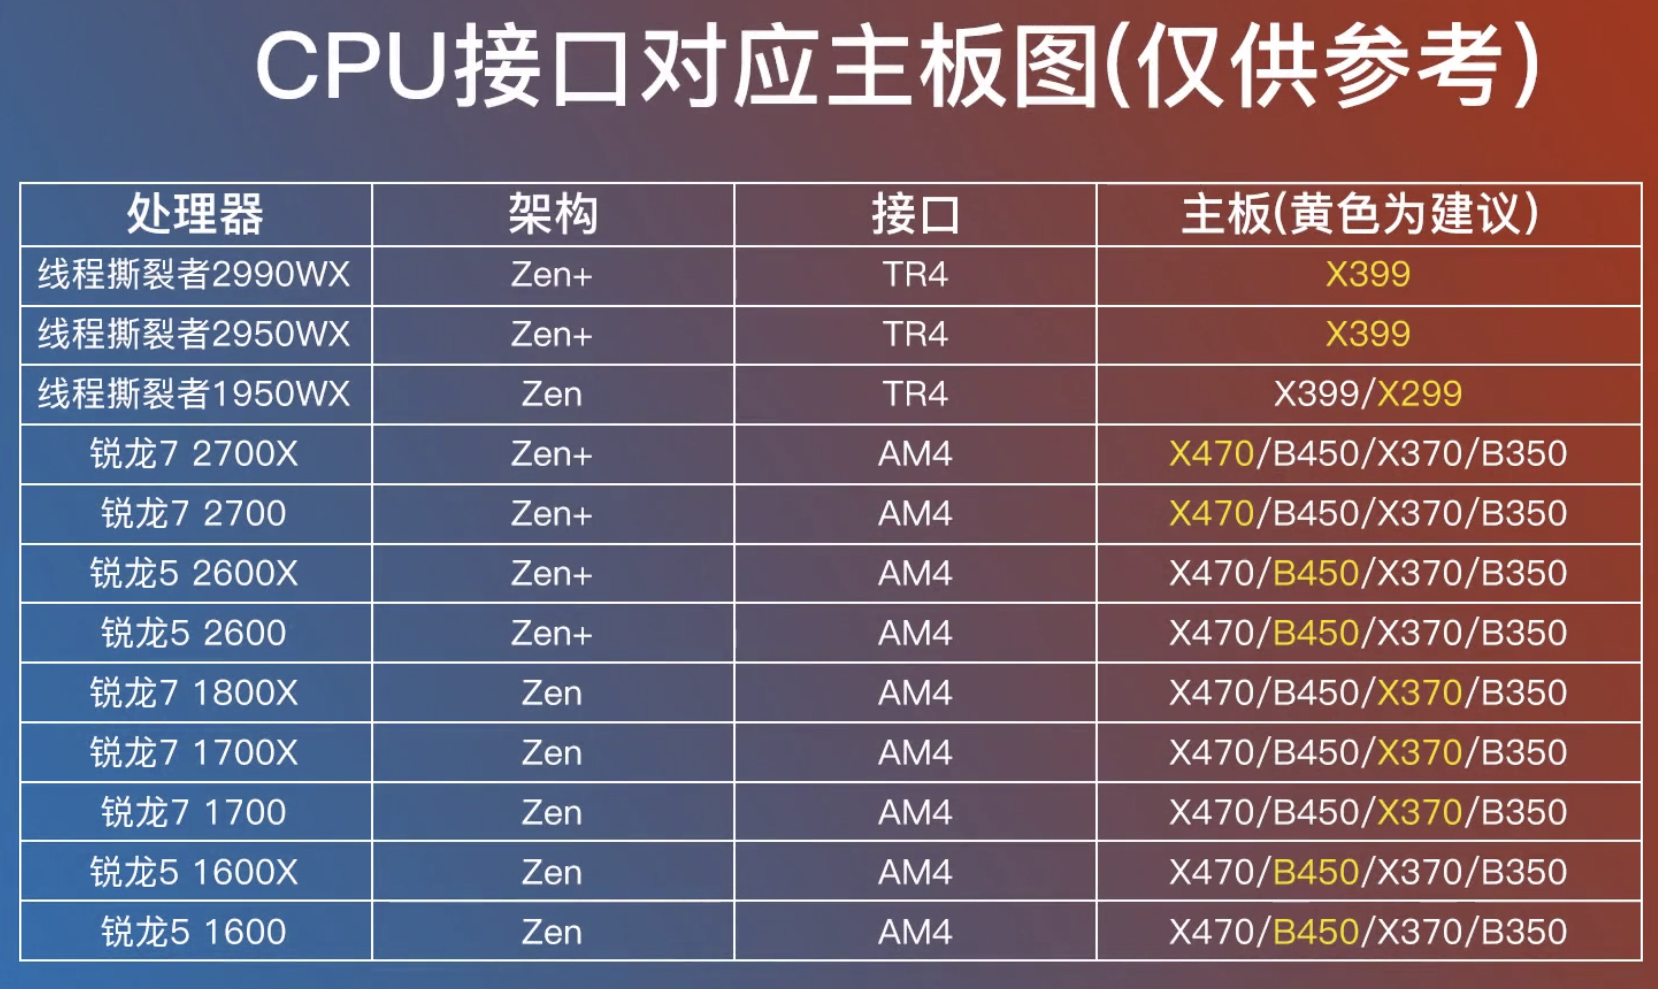 CPU接口对应主板图(仅供参考)
处理器 架构 接口 主板(黄色为建议)
线程撕裂者2990WX Zen+ TR4 X399
线程撕裂者2950WX Zen+ TR4 X399
线程撕裂者1950WX Zen TR4 X399/X299
锐龙7 2700X Zen+ AM4 X470/B450/X370/B350
锐龙7 2700 Zen+ AM4 X470/B450/X370/B350
锐龙5 2600X Zen+ AM4 X470/B450/X370/B350
锐龙5 2600 Zen+ AM4 X470/B450/X370/B350
锐龙7 1800X Zen AM4 X470/B450/X370/B350
锐龙7 1700X Zen AM4 X470/B450/X370/B350
锐龙7 1700 Zen AM4 X470/B450/X370/B350
锐龙5 1600X Zen AM4 X470/B450/X370/B350
锐龙5 1600 Zen AM4 X470/B450/X370/B350